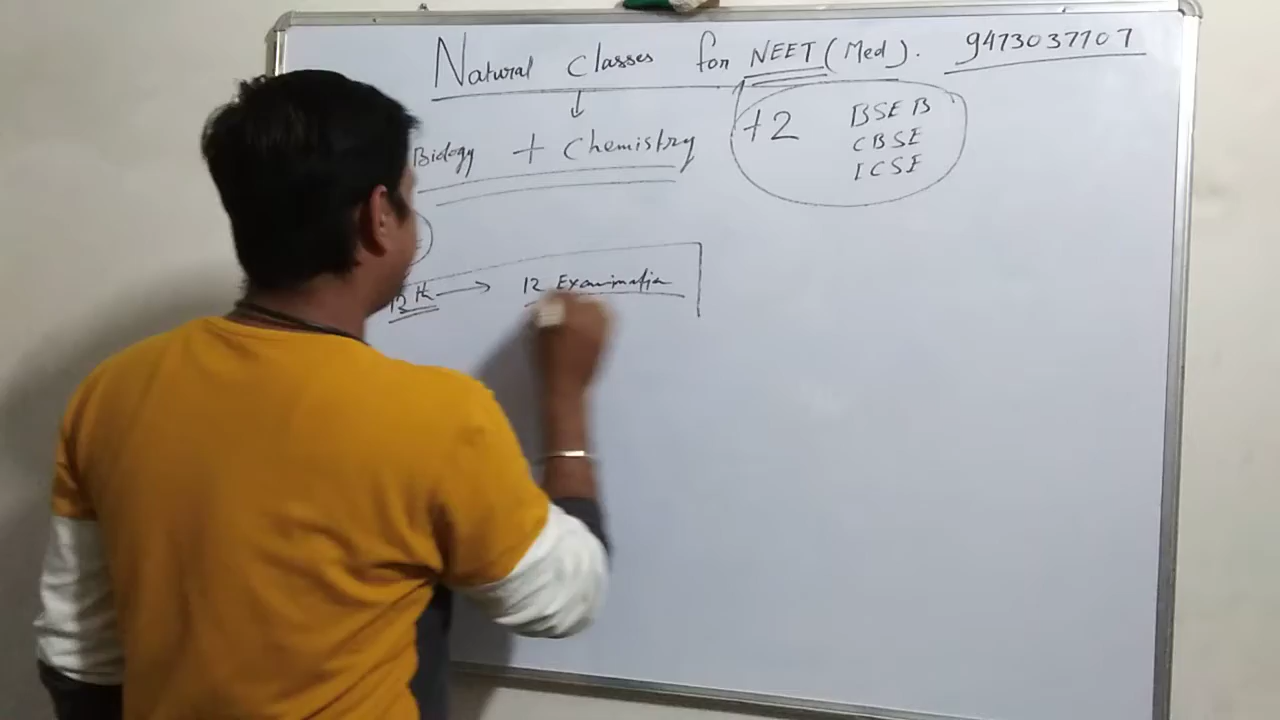 Natural Classes for NEET (Med). 9473037707
Biology + Chemistry
+2
BSEB
CBSE
ICSE
12th → 12 Examination